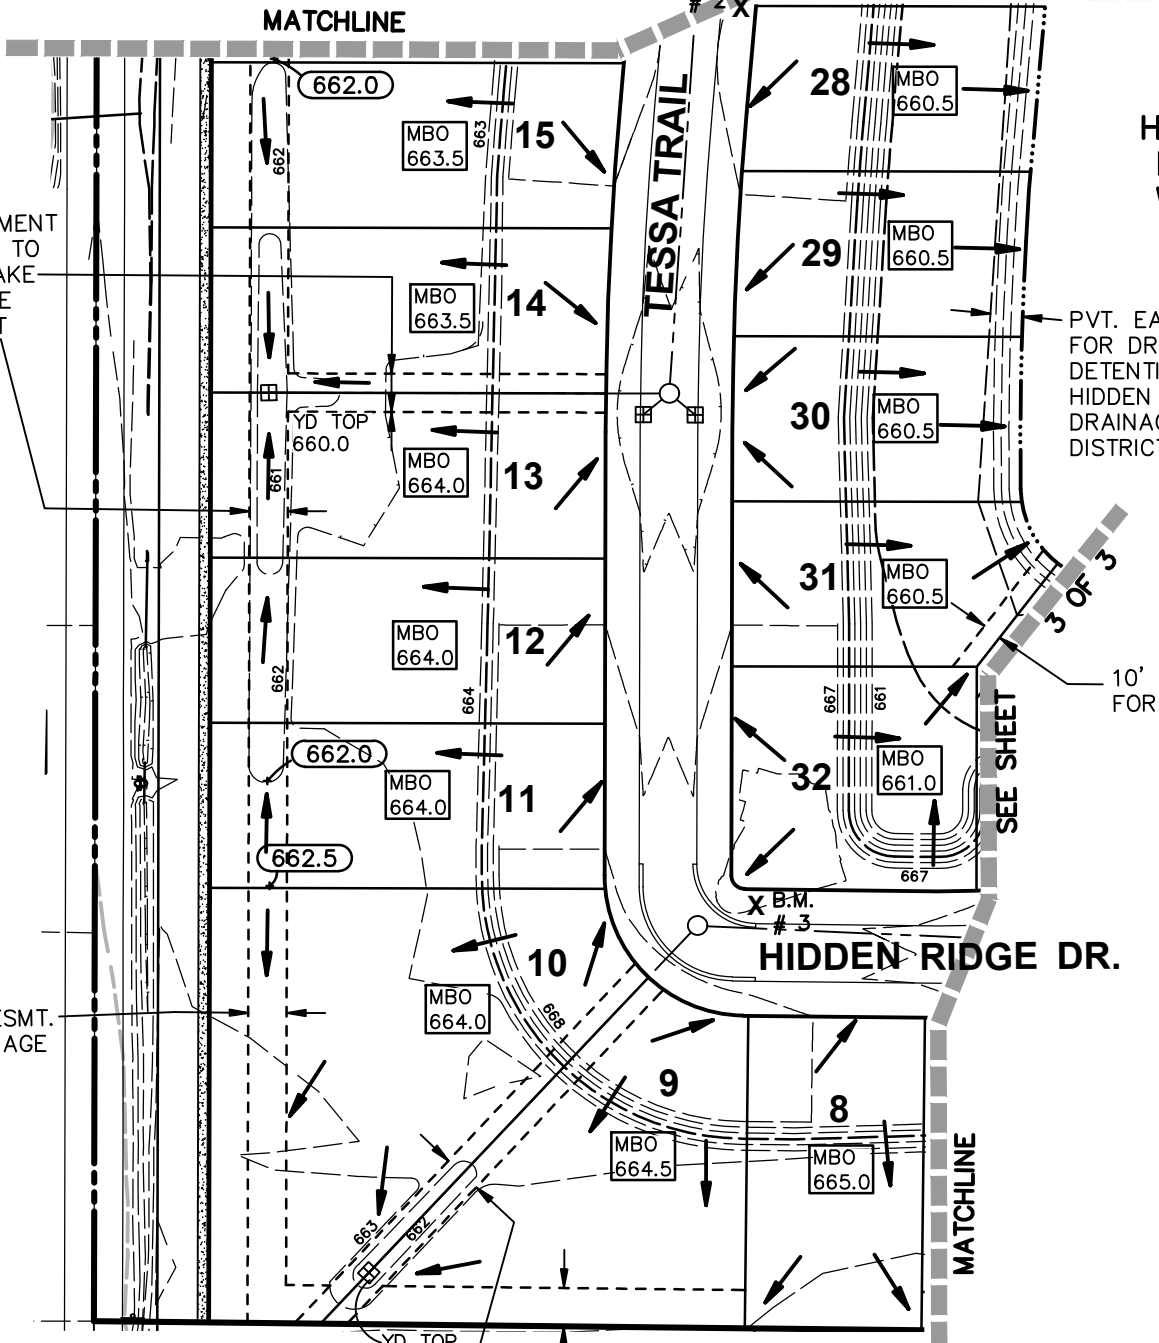 MATCHLINE
# 2 X
662.0
MBO
663.5
663
15
662
TESSA TRAIL
28
MBO
660.5
H
MENT
TO
AKE
E
T
MBO
663.5
14
29
MBO
660.5
PVT. EA
FOR DR
DETENTI
HIDDEN
DRAINAG
DISTRICT
YD TOP
660.0
661
MBO
664.0
13
30
MBO
660.5
31
MBO
660.5
3 OF 3
SEE SHEET
10'
FOR
662
MBO
664.0
12
664
662.0
MBO
664.0
11
667
661
32
MBO
661.0
667
662.5
X B.M.
# 3
HIDDEN RIDGE DR.
10
MBO
664.0
668
ESMT.
AGE
9
8
MBO
664.5
MBO
665.0
MATCHLINE
663
662
YD TOP